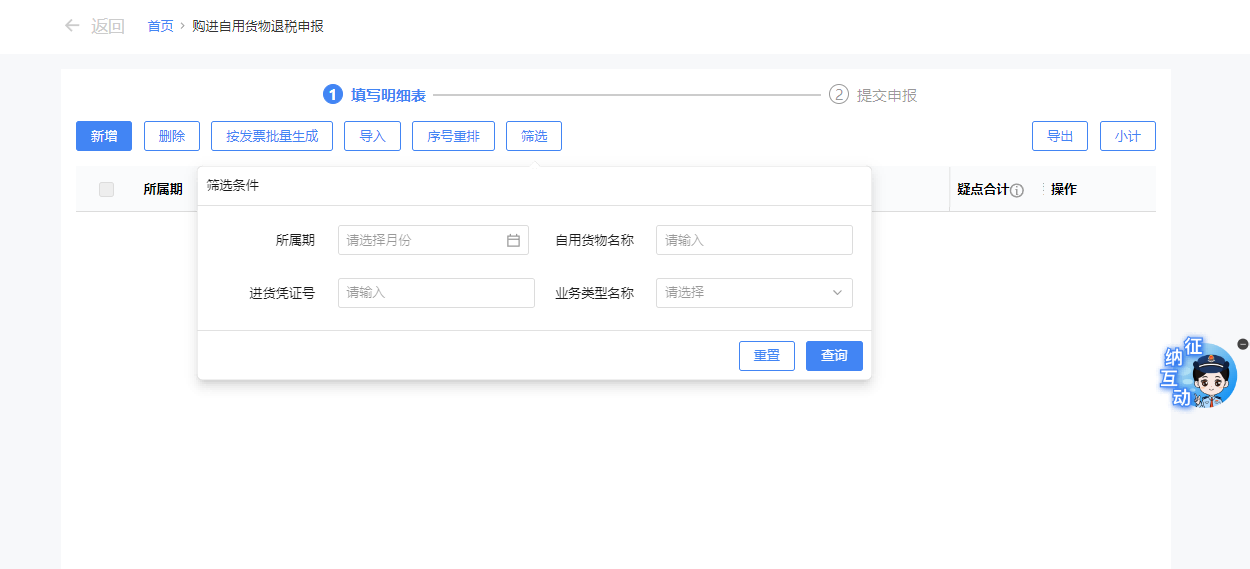 返回 首页 > 购进自用货物退税申报
1 填写明细表 2 提交申报
新增 删除 按发票批量生成 导入 序号重排 筛选 导出 小计
所属期 疑点合计 操作
筛选条件
所属期 请选择月份 自用货物名称 请输入
进货凭证号 请输入 业务类型名称 请选择
重置 查询
征纳互动